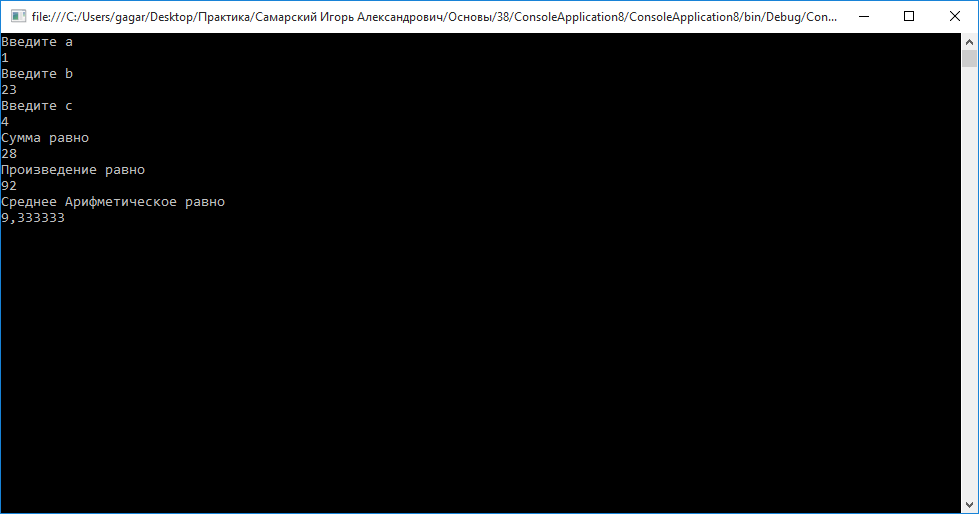 file:///C:/Users/gagar/Desktop/Практика/Самарский Игорь Александрович/Основы/38/ConsoleApplication8/ConsoleApplication8/bin/Debug/Con...
Введите a
1
Введите b
23
Введите c
4
Сумма равно
28
Произведение равно
92
Среднее Арифметическое равно
9,333333